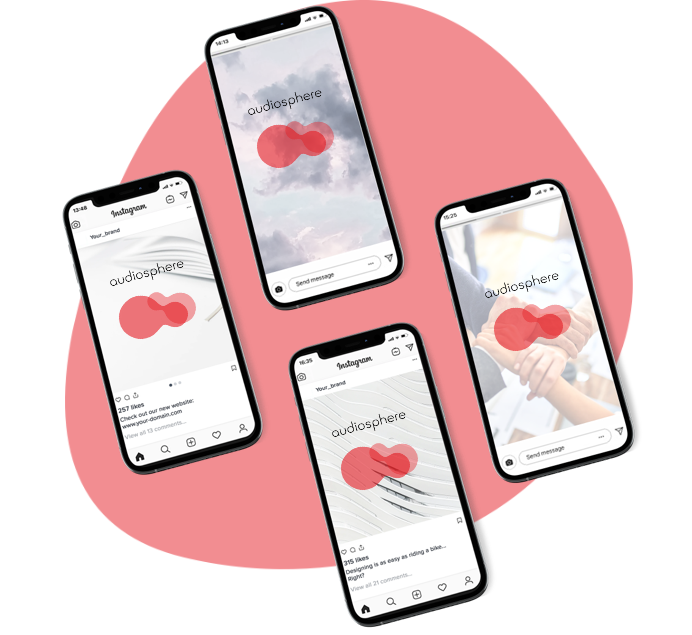 14:13
audiosphere
Send message
13:48
Instagram
Your_brand
audiosphere
257 likes
Check out our new website:
www.your-domain.com
View all 13 comments...
15:25
audiosphere
Send message
16:35
Instagram
Your_brand
audiosphere
315 likes
Designing is as easy as riding a bike...
Right?
View all 21 comments...